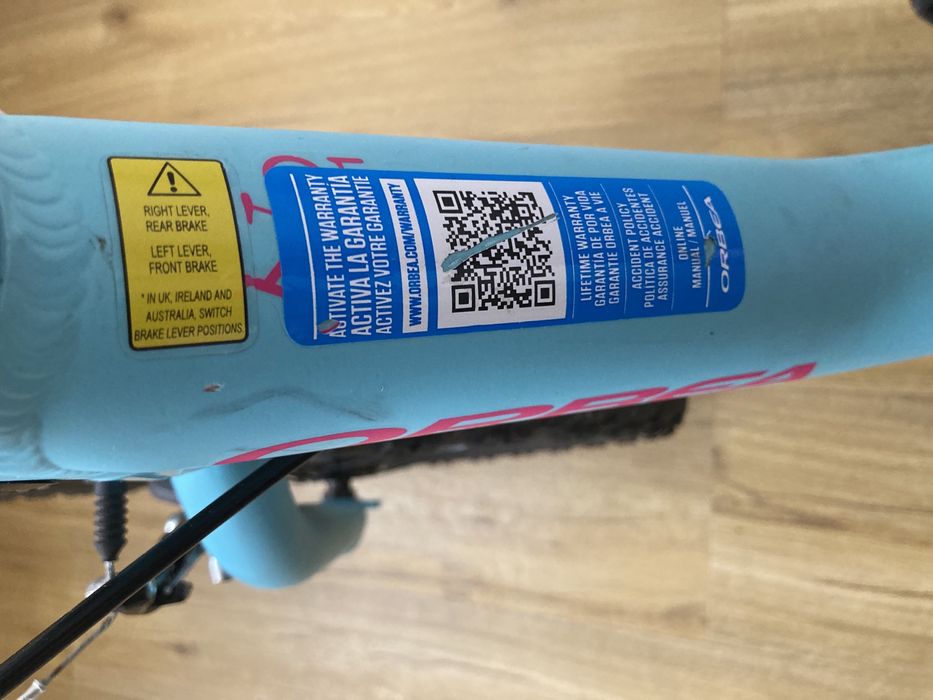 RIGHT LEVER,
REAR BRAKE
LEFT LEVER,
FRONT BRAKE
* IN UK, IRELAND AND
AUSTRALIA, SWITCH
BRAKE LEVER POSITIONS.
ACTIVATE THE WARRANTY
ACTIVA LA GARANTIA
ACTIVEZ VOTRE GARANTIE
WWW.ORBEA.COM/WARRANTY
LIFETIME WARRANTY
GARANTIA DE POR VIDA
GARANTIE ORBEA À VIE
ACCIDENT POLICY
POLITICA DE ACCIDENTES
ASSURANCE ACCIDENT
ONLINE
MANUAL / MANUEL
ORBEA
ORBEA